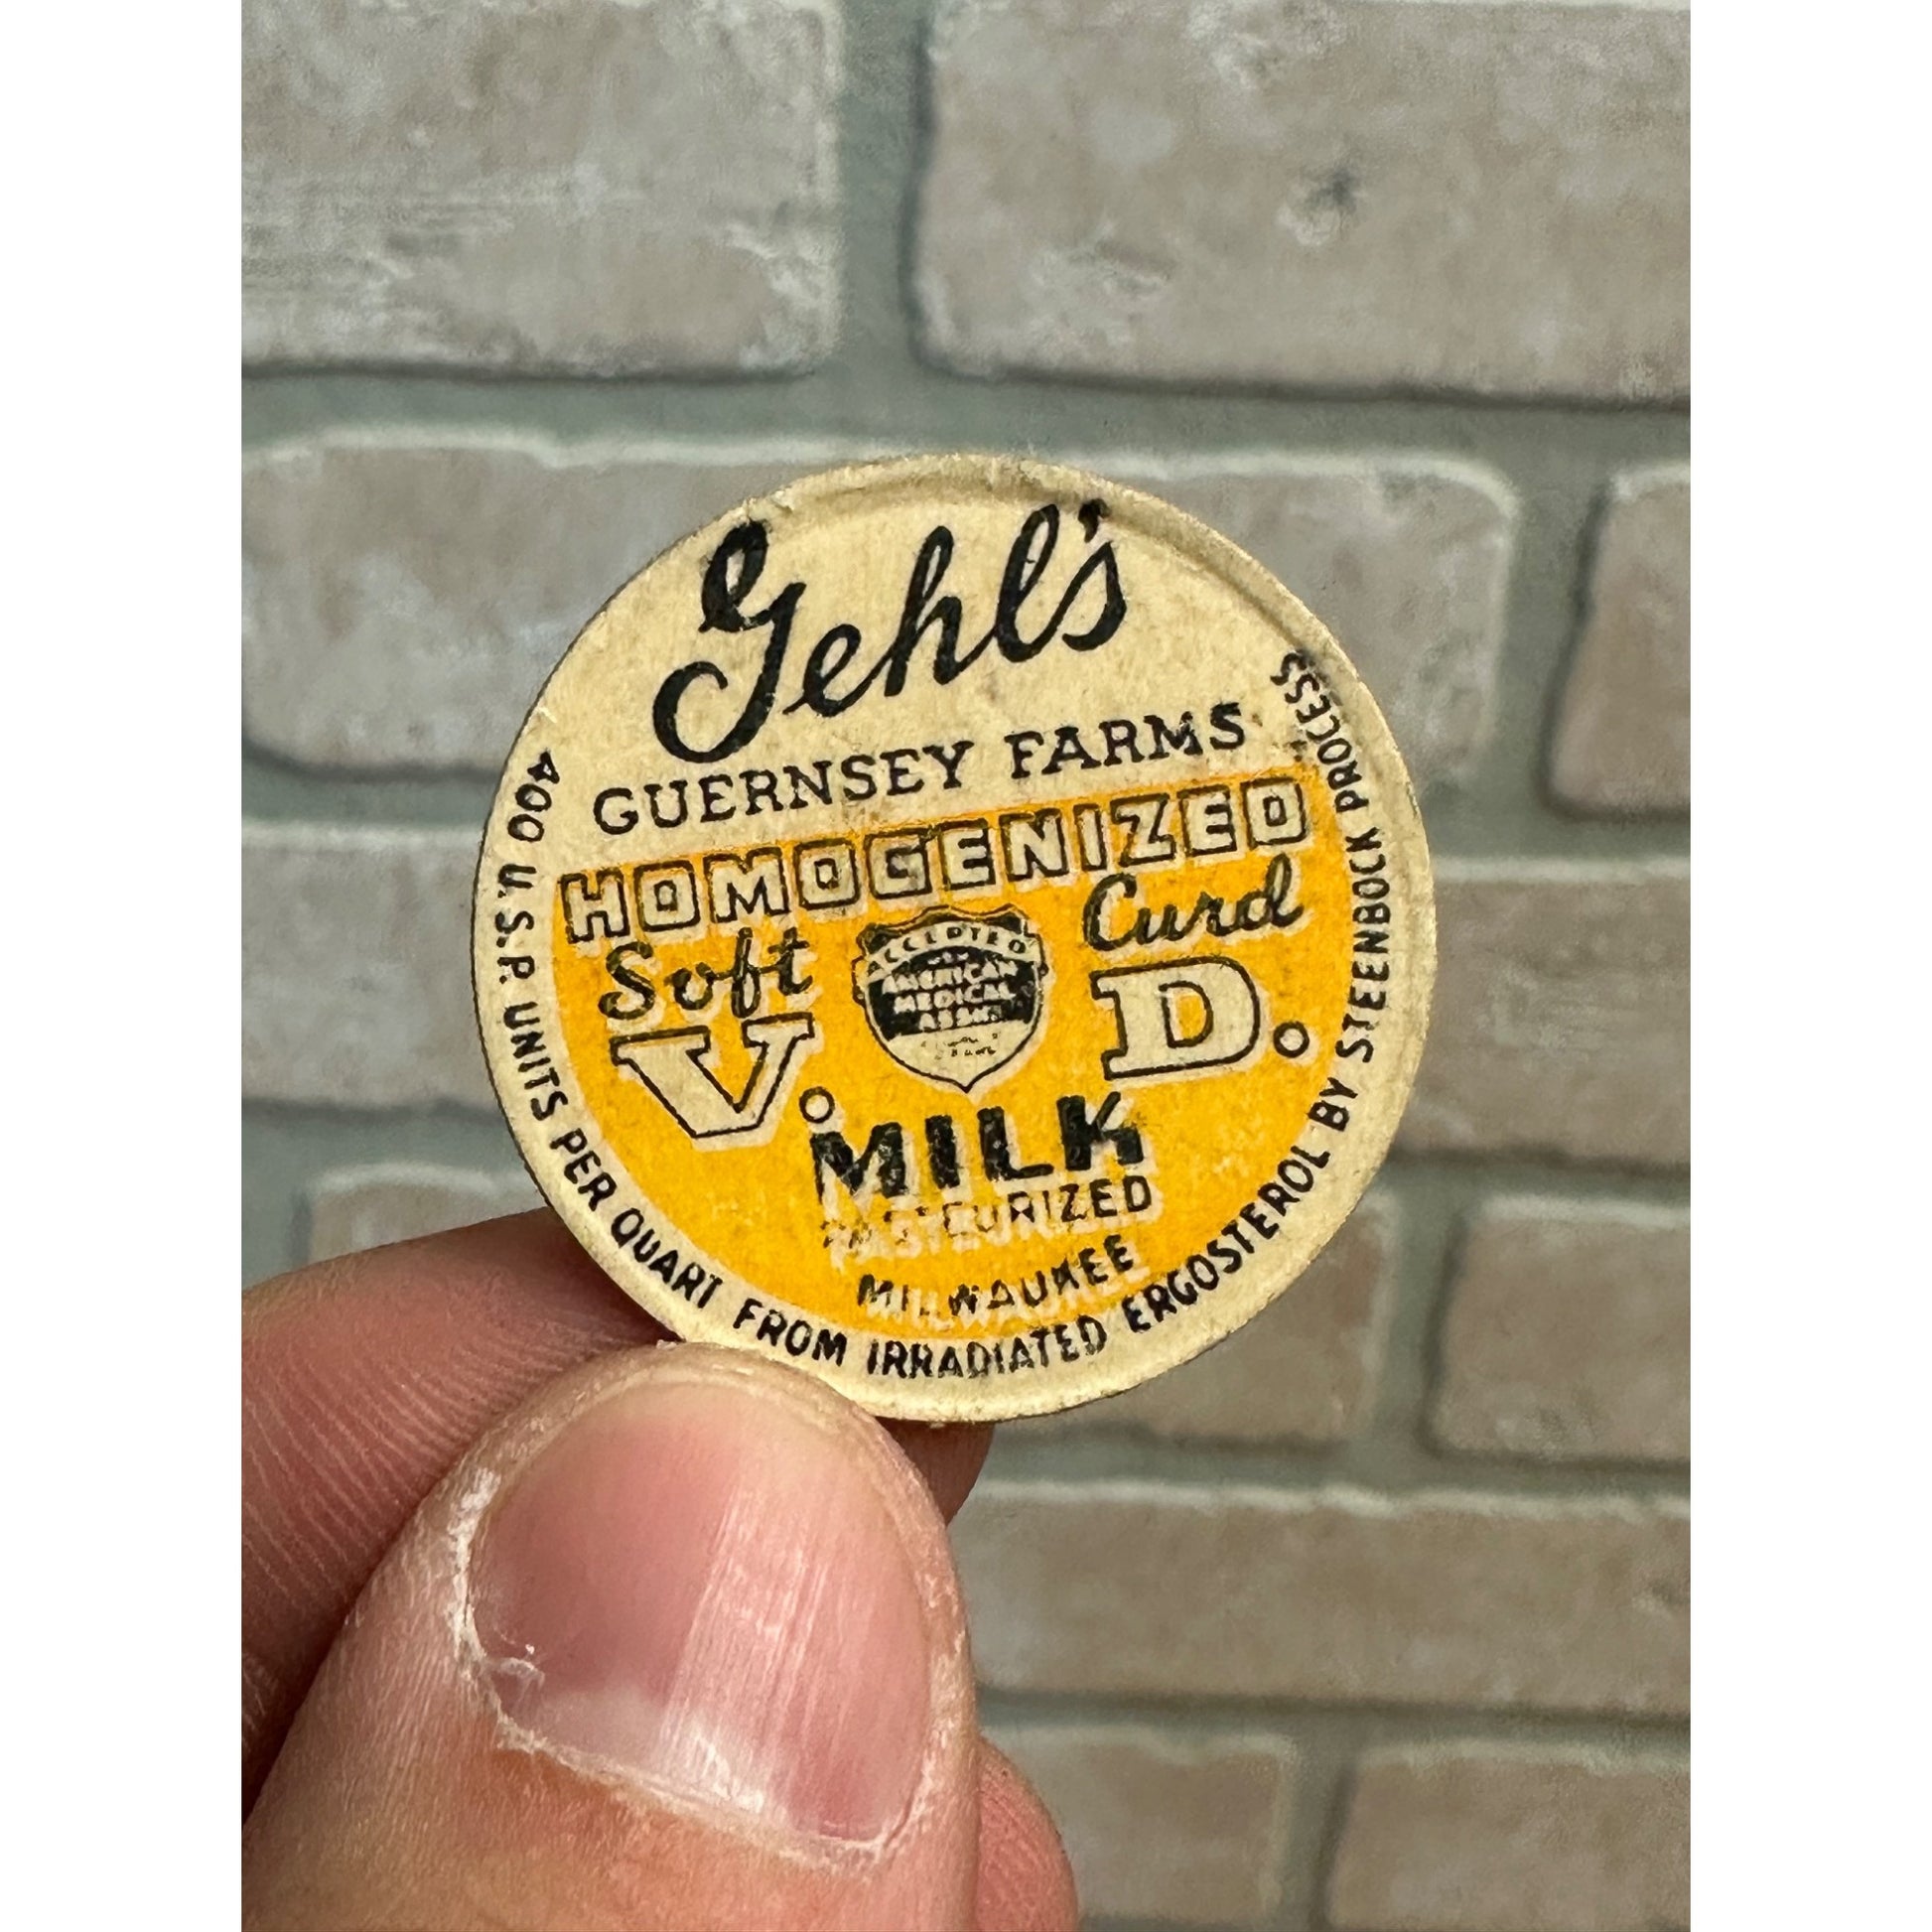 Gehl's
GUERNSEY FARMS
HOMOGENIZED
Soft Curd
V. D.
ACCEPTED
AMERICAN
MEDICAL
ASSN.
MILK
PASTEURIZED
MILWAUKEE
400 U.S.P. UNITS PER QUART FROM IRRADIATED ERGOSTEROL BY STEENBOCK PROCESS